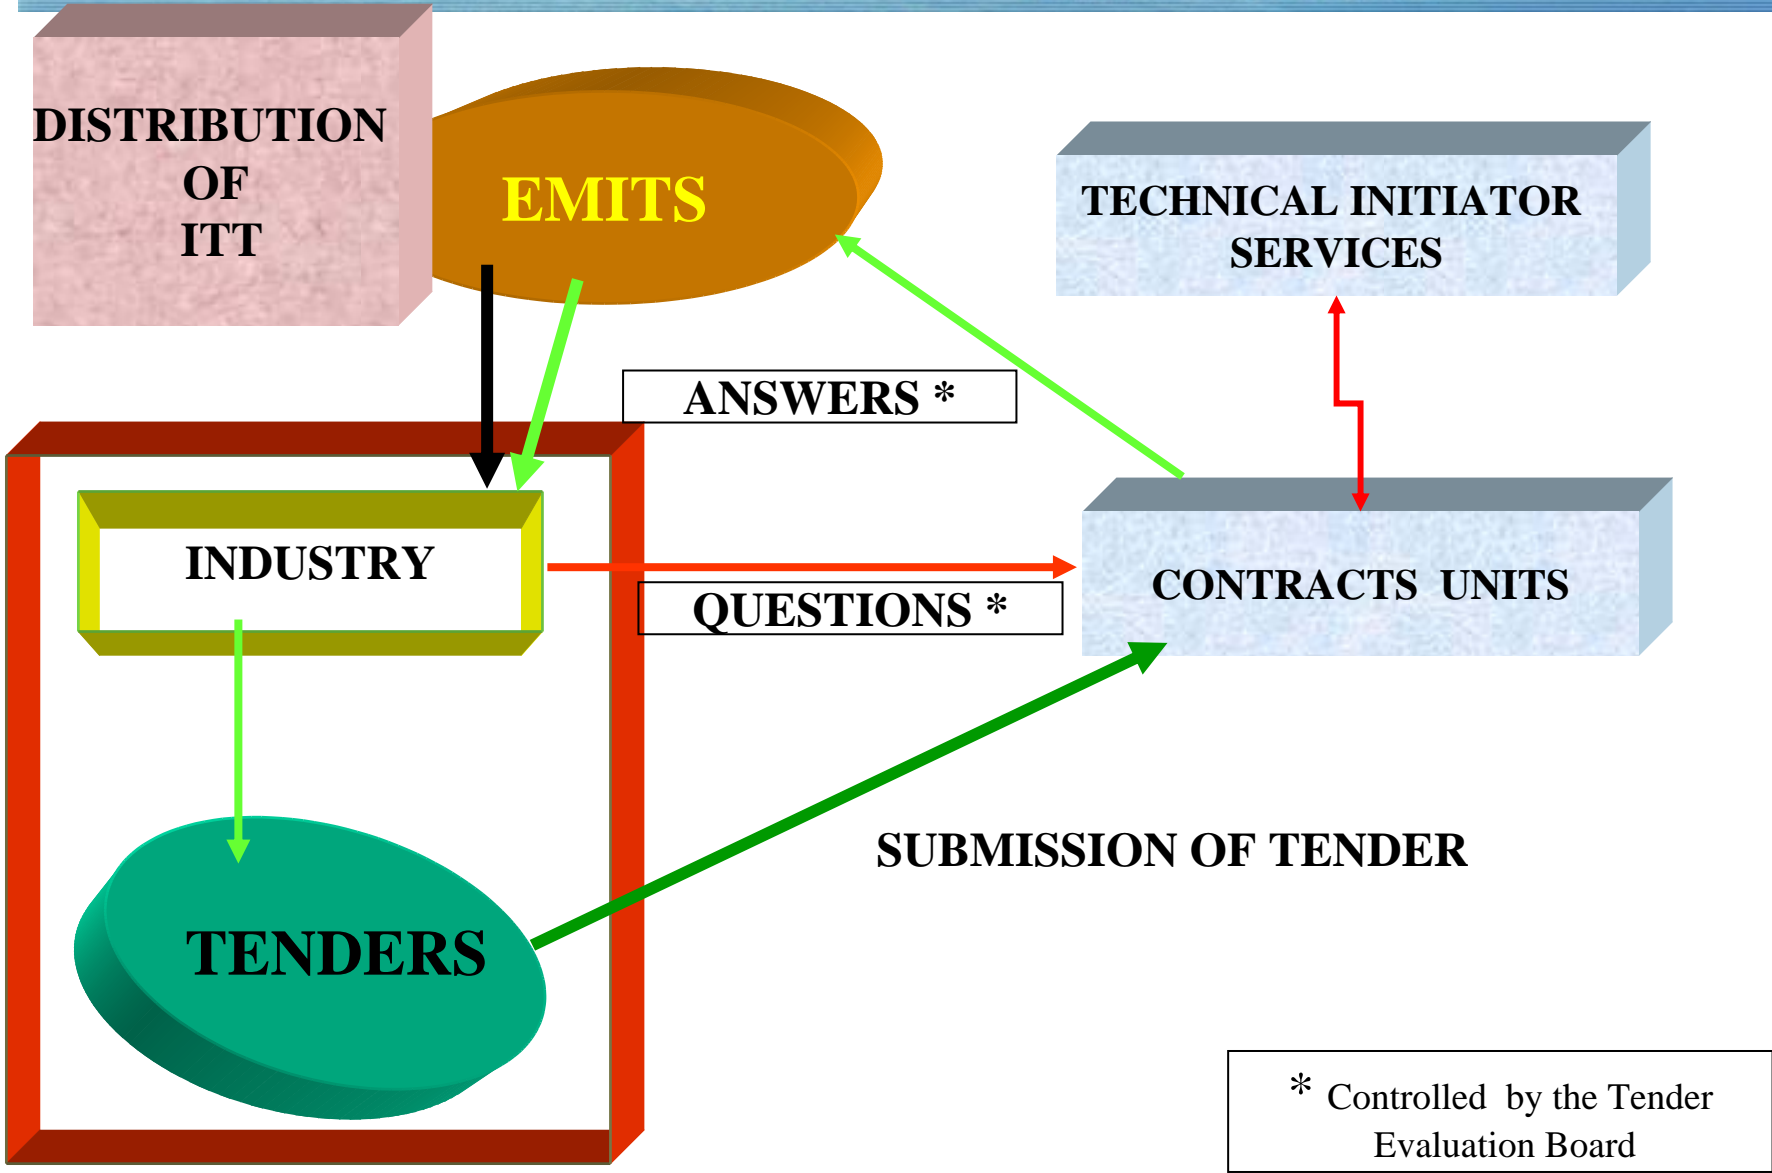 DISTRIBUTION
OF
ITT
EMITS
TECHNICAL INITIATOR
SERVICES
ANSWERS *
INDUSTRY
QUESTIONS *
CONTRACTS UNITS
SUBMISSION OF TENDER
TENDERS
* Controlled by the Tender
Evaluation Board